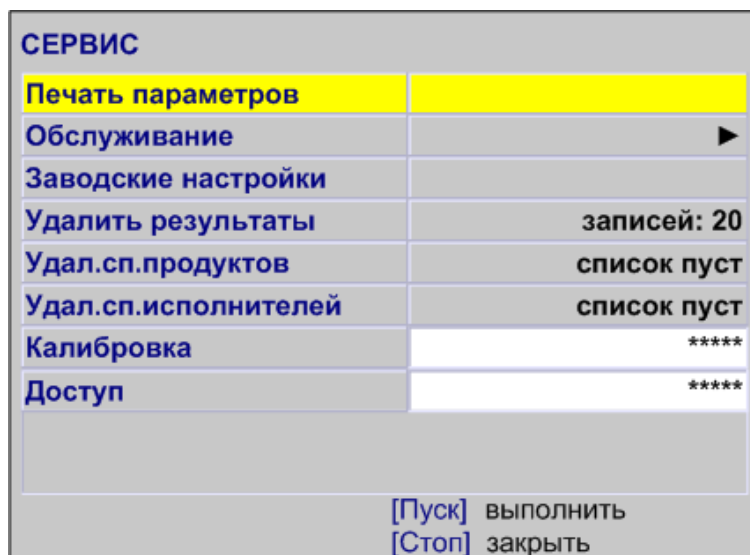 СЕРВИС
Печать параметров
Обслуживание ►
Заводские настройки
Удалить результаты записей: 20
Удал.сп.продуктов список пуст
Удал.сп.исполнителей список пуст
Калибровка *****
Доступ *****
[Пуск] выполнить
[Стоп] закрыть